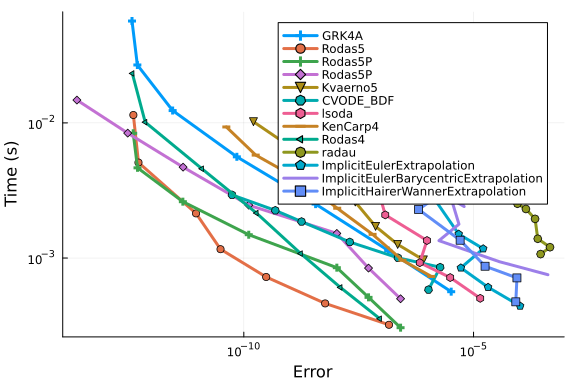 GRK4A
Rodas5
Rodas5P
Rodas5P
Kvaerno5
CVODE_BDF
lsoda
KenCarp4
Rodas4
radau
ImplicitEulerExtrapolation
ImplicitEulerBarycentricExtrapolation
ImplicitHairerWannerExtrapolation
Time (s)
10⁻²
10⁻³
10⁻¹⁰
10⁻⁵
Error